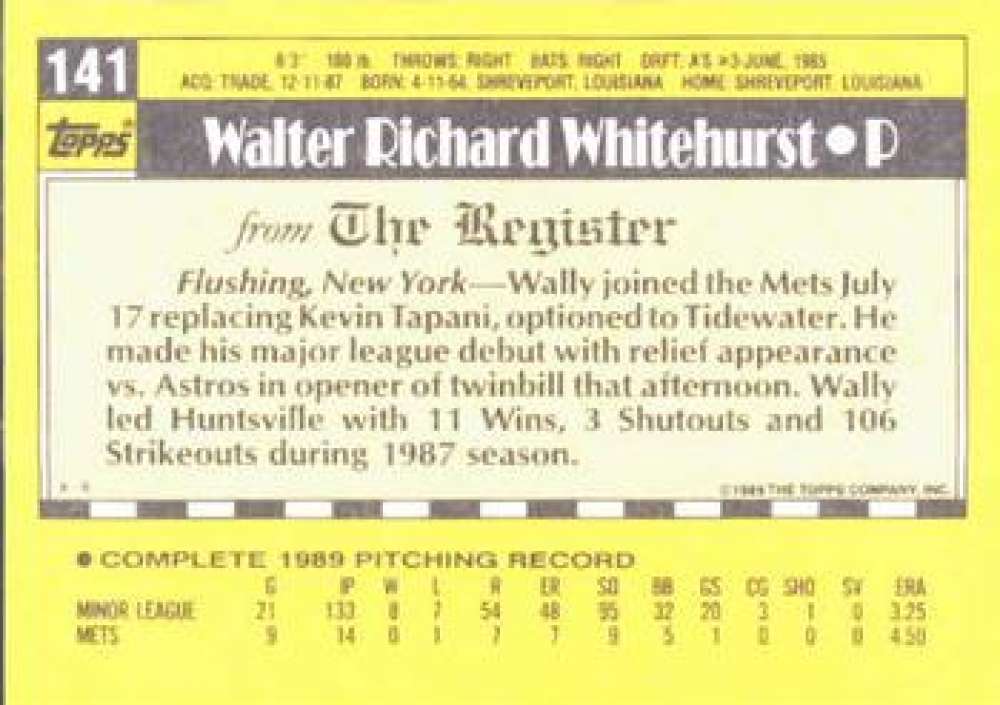 141
6'3" 180 lb. THROWS: RIGHT BATS: RIGHT DRFT: A'S #3-JUNE, 1985
ACQ: TRADE, 12-11-87 BORN: 4-11-64, SHREVEPORT, LOUISIANA HOME: SHREVEPORT, LOUISIANA
Topps®
Walter Richard Whitehurst • P
from The Register
Flushing, New York—Wally joined the Mets July
17 replacing Kevin Tapani, optioned to Tidewater. He
made his major league debut with relief appearance
vs. Astros in opener of twinbill that afternoon. Wally
led Huntsville with 11 Wins, 3 Shutouts and 106
Strikeouts during 1987 season.
* *
©1989 THE TOPPS COMPANY, INC.
● COMPLETE 1989 PITCHING RECORD
G IP W L R ER SO BB GS CG SHO SV ERA
MINOR LEAGUE 21 133 8 7 54 48 95 32 20 3 1 0 3.25
METS 9 14 0 1 7 7 9 5 1 0 0 0 4.50